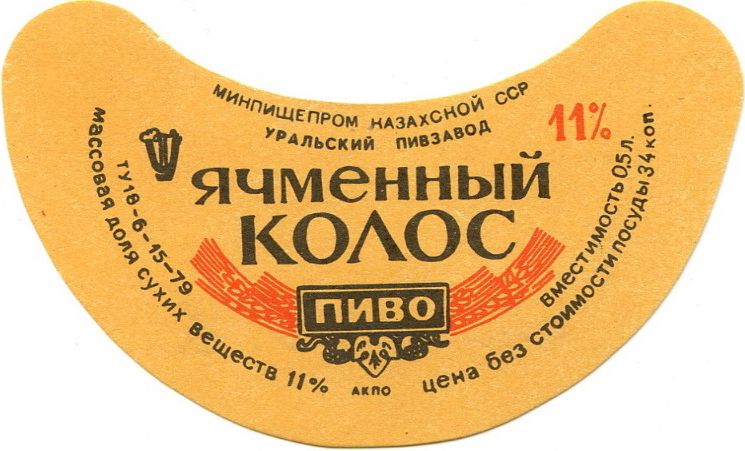 МИНПИЩЕПРОМ КАЗАХСКОЙ ССР
УРАЛЬСКИЙ ПИВЗАВОД
11%
ЯЧМЕННЫЙ
КОЛОС
ПИВО
ТУ18-6-15-79
массовая доля сухих веществ 11%
АКПО
вместимость 0,5 л.
цена без стоимости посуды 34 коп.